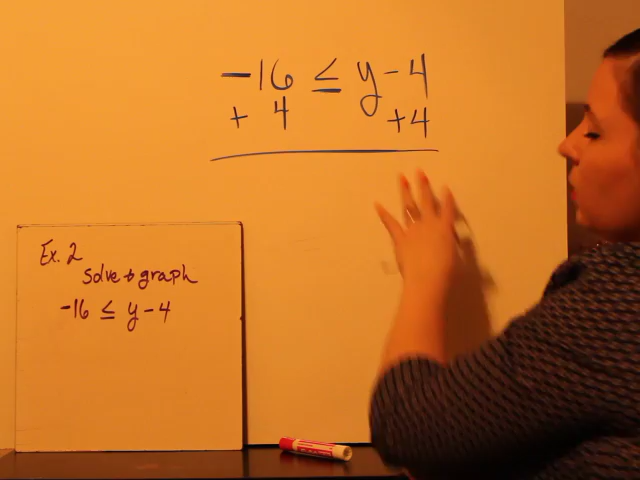 -16 ≤ y - 4
+ 4 +4
Ex. 2
Solve + graph
-16 ≤ y - 4